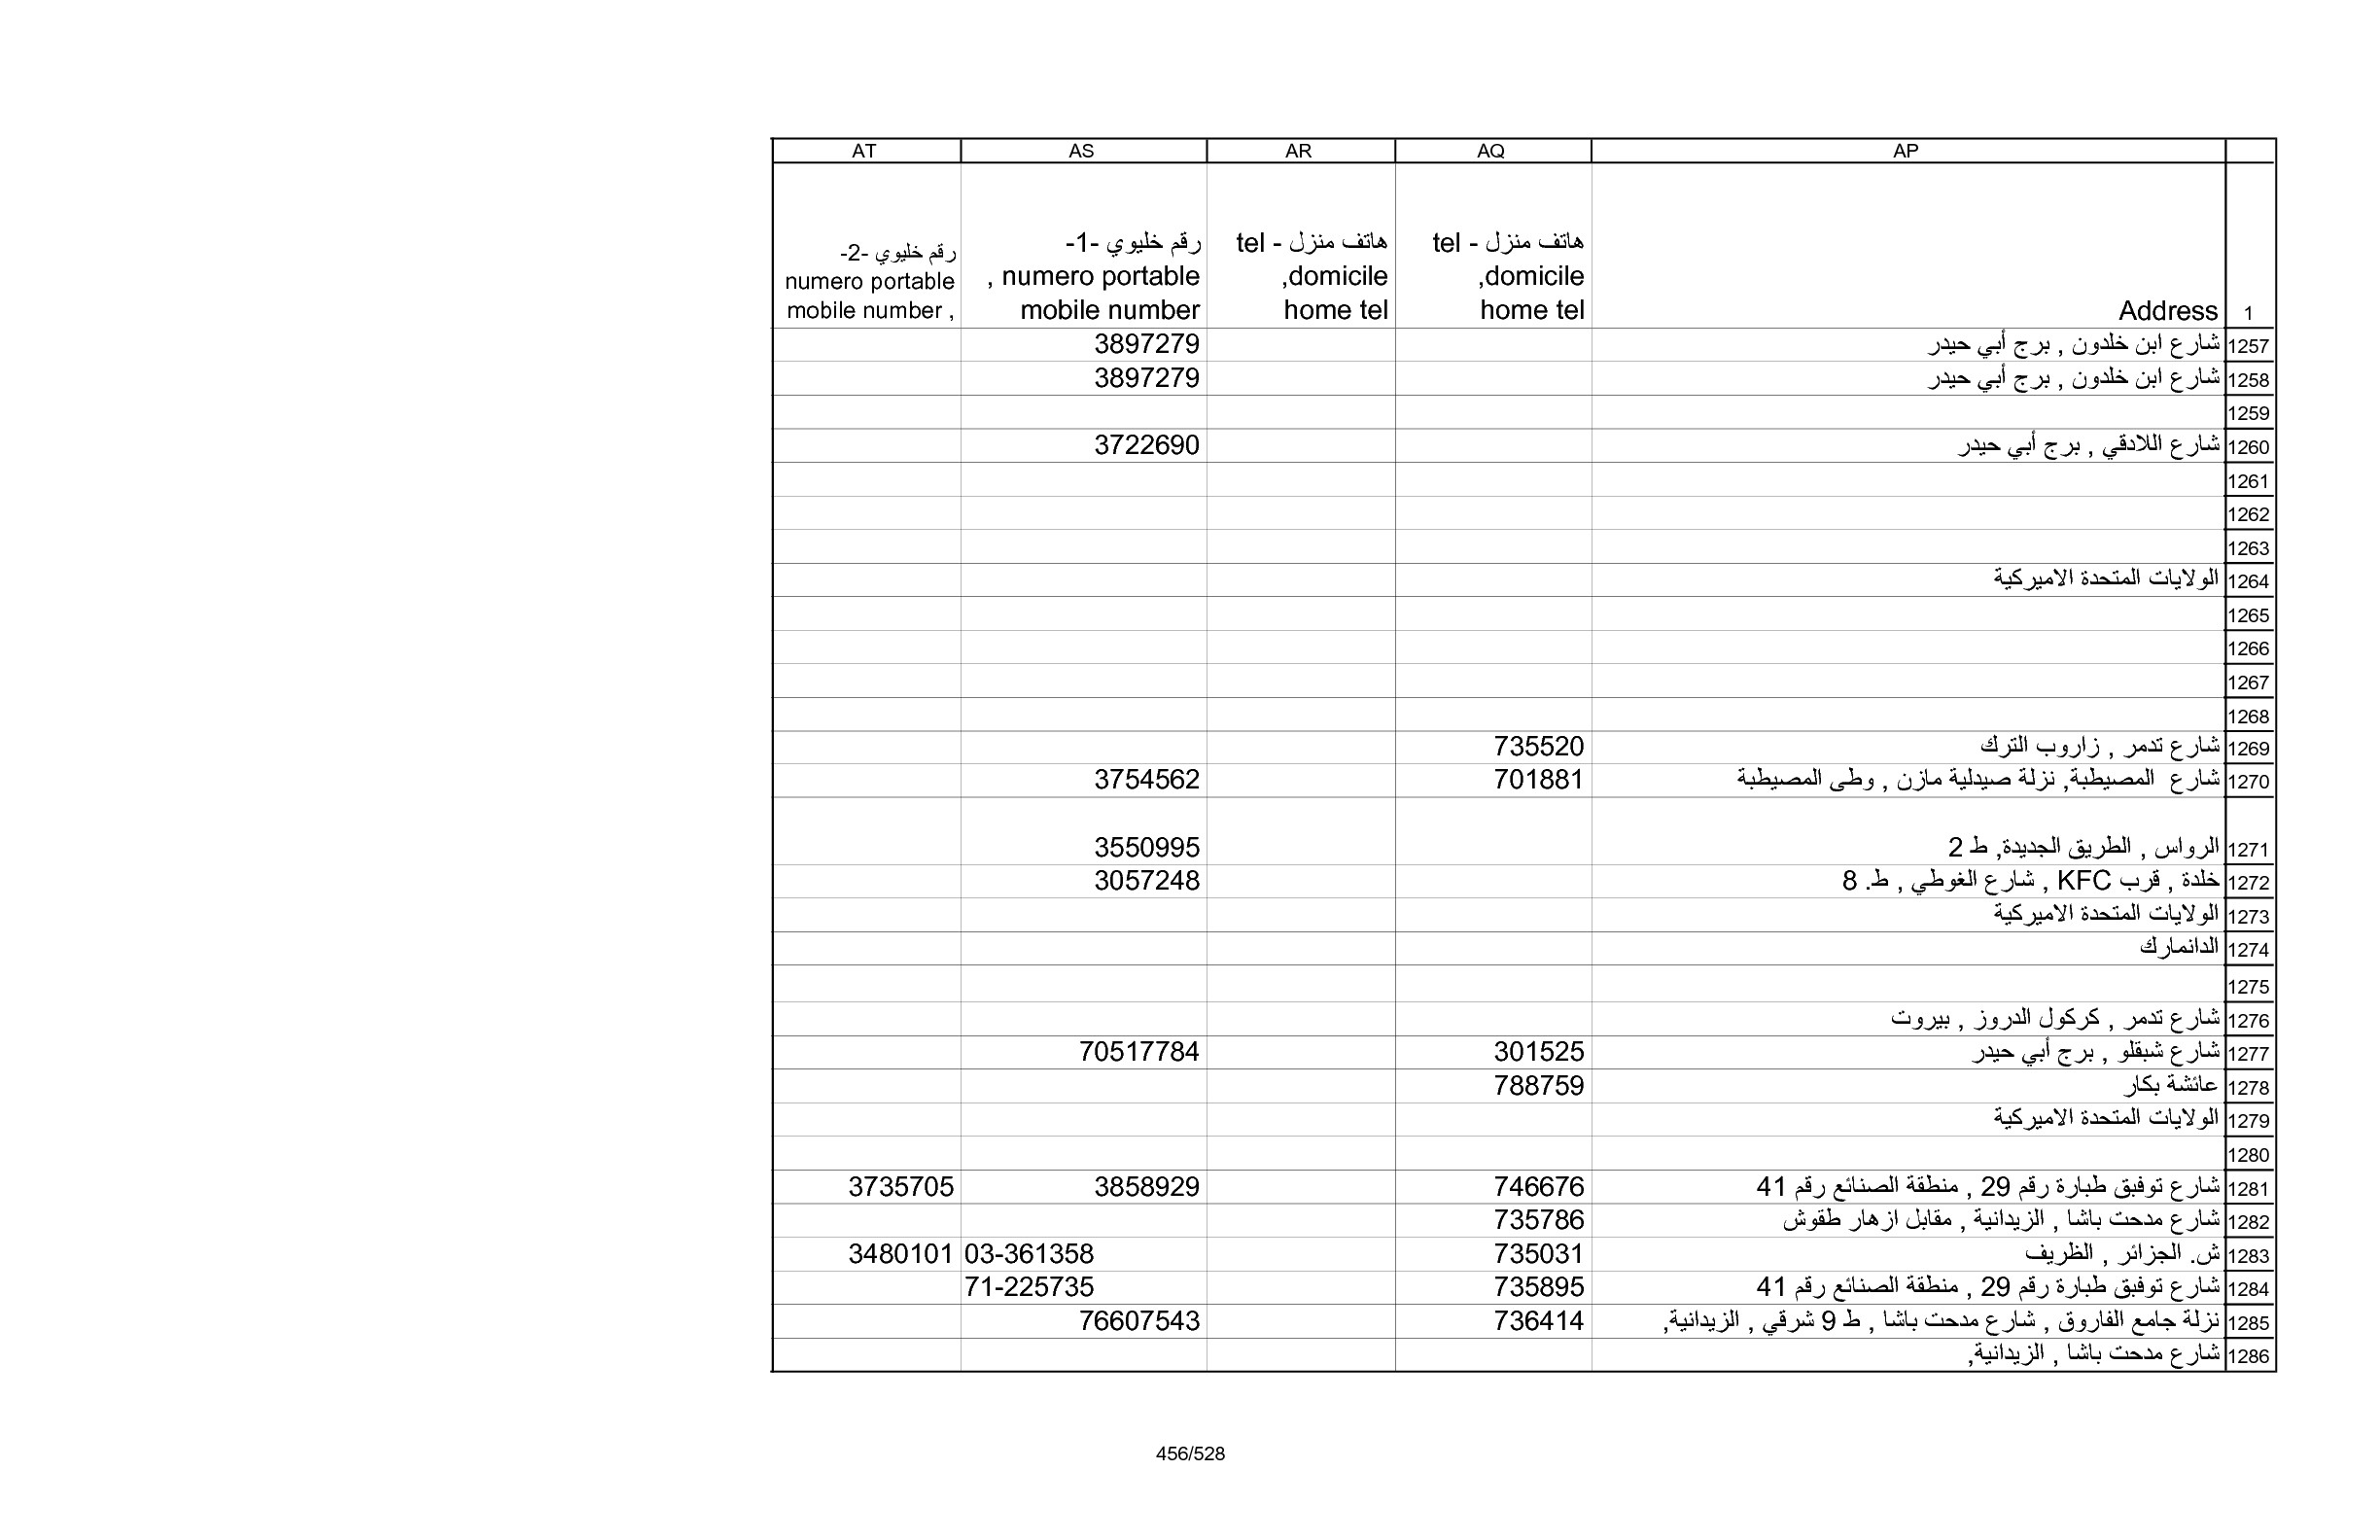 AP AQ AR AS AT
1 Address هاتف منزل - tel domicile, home tel هاتف منزل - tel domicile, home tel رقم خليوي -1- numero portable , mobile number رقم خليوي -2- numero portable mobile number ,
1257 شارع ابن خلدون , برج أبي حيدر 3897279
1258 شارع ابن خلدون , برج أبي حيدر 3897279
1259
1260 شارع اللادقي , برج أبي حيدر 3722690
1261
1262
1263
1264 الولايات المتحدة الاميركية
1265
1266
1267
1268
1269 شارع تدمر , زاروب الترك 735520
1270 شارع المصيطبة, نزلة صيدلية مازن , وطى المصيطبة 701881 3754562
1271 الرواس , الطريق الجديدة, ط 2 3550995
1272 خلدة , قرب KFC , شارع الغوطي , ط. 8 3057248
1273 الولايات المتحدة الاميركية
1274 الدانمارك
1275
1276 شارع تدمر , كركول الدروز , بيروت
1277 شارع شبقلو , برج أبي حيدر 301525 70517784
1278 عائشة بكار 788759
1279 الولايات المتحدة الاميركية
1280
1281 شارع توفيق طبارة رقم 29 , منطقة الصنائع رقم 41 746676 3858929 3735705
1282 شارع مدحت باشا , الزيدانية , مقابل ازهار طقوش 735786
1283 ش. الجزائر , الظريف 735031 03-361358 3480101
1284 شارع توفيق طبارة رقم 29 , منطقة الصنائع رقم 41 735895 71-225735
1285 نزلة جامع الفاروق , شارع مدحت باشا , ط 9 شرقي , الزيدانية, 736414 76607543
1286 شارع مدحت باشا , الزيدانية,
456/528